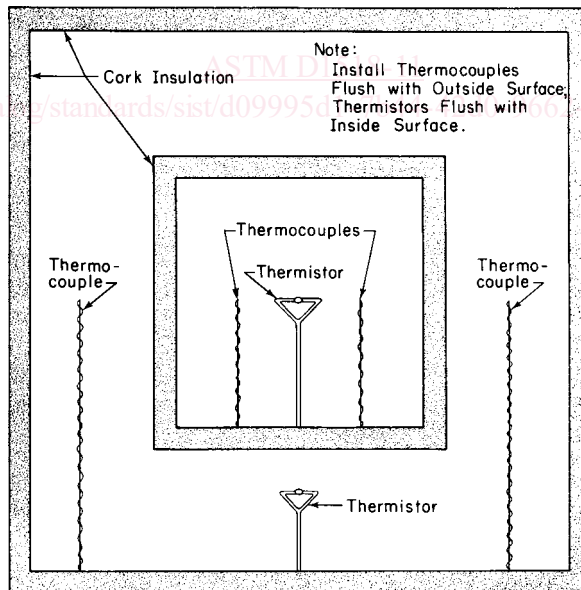 Note:
Install Thermocouples
Flush with Outside Surface;
Thermistors Flush with
Inside Surface.
Cork Insulation
Thermocouples
Thermistor
Thermo-
couple
Thermo-
couple
Thermistor